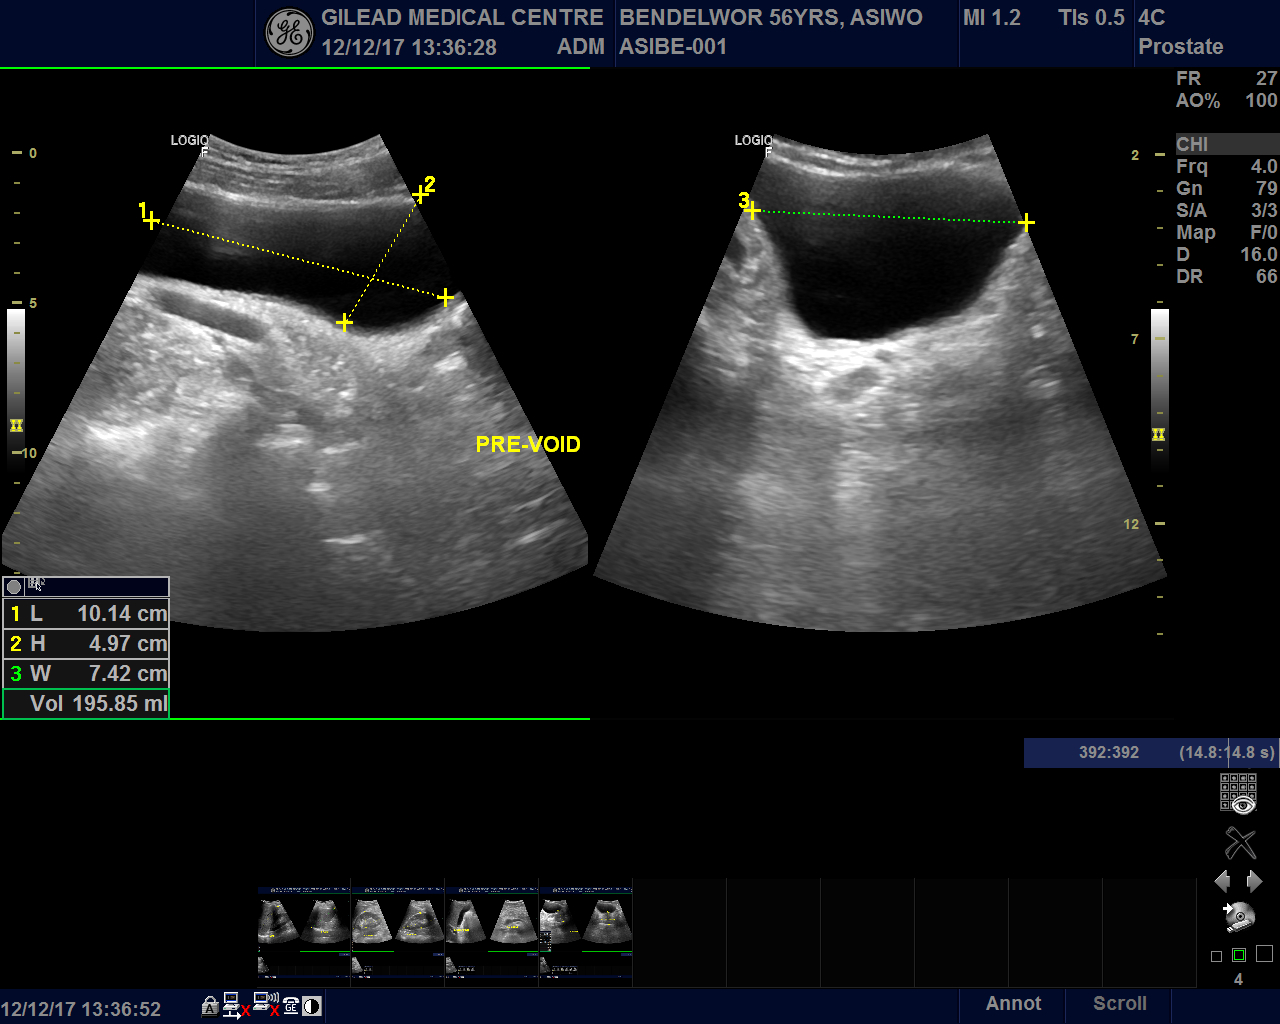 GILEAD MEDICAL CENTRE
12/12/17 13:36:28 ADM
BENDELWOR 56YRS, ASIWO
ASIBE-001
MI 1.2 TIs 0.5
4C
Prostate
FR 27
AO% 100
CHI
Frq 4.0
Gn 79
S/A 3/3
Map F/0
D 16.0
DR 66
LOGIQ
F
LOGIQ
F
0
5
10
2
7
12
1
2
3
PRE-VOID
1 L 10.14 cm
2 H 4.97 cm
3 W 7.42 cm
Vol 195.85 ml
392:392 (14.8:14.8 s)
4
12/12/17 13:36:52
GE
Annot
Scroll